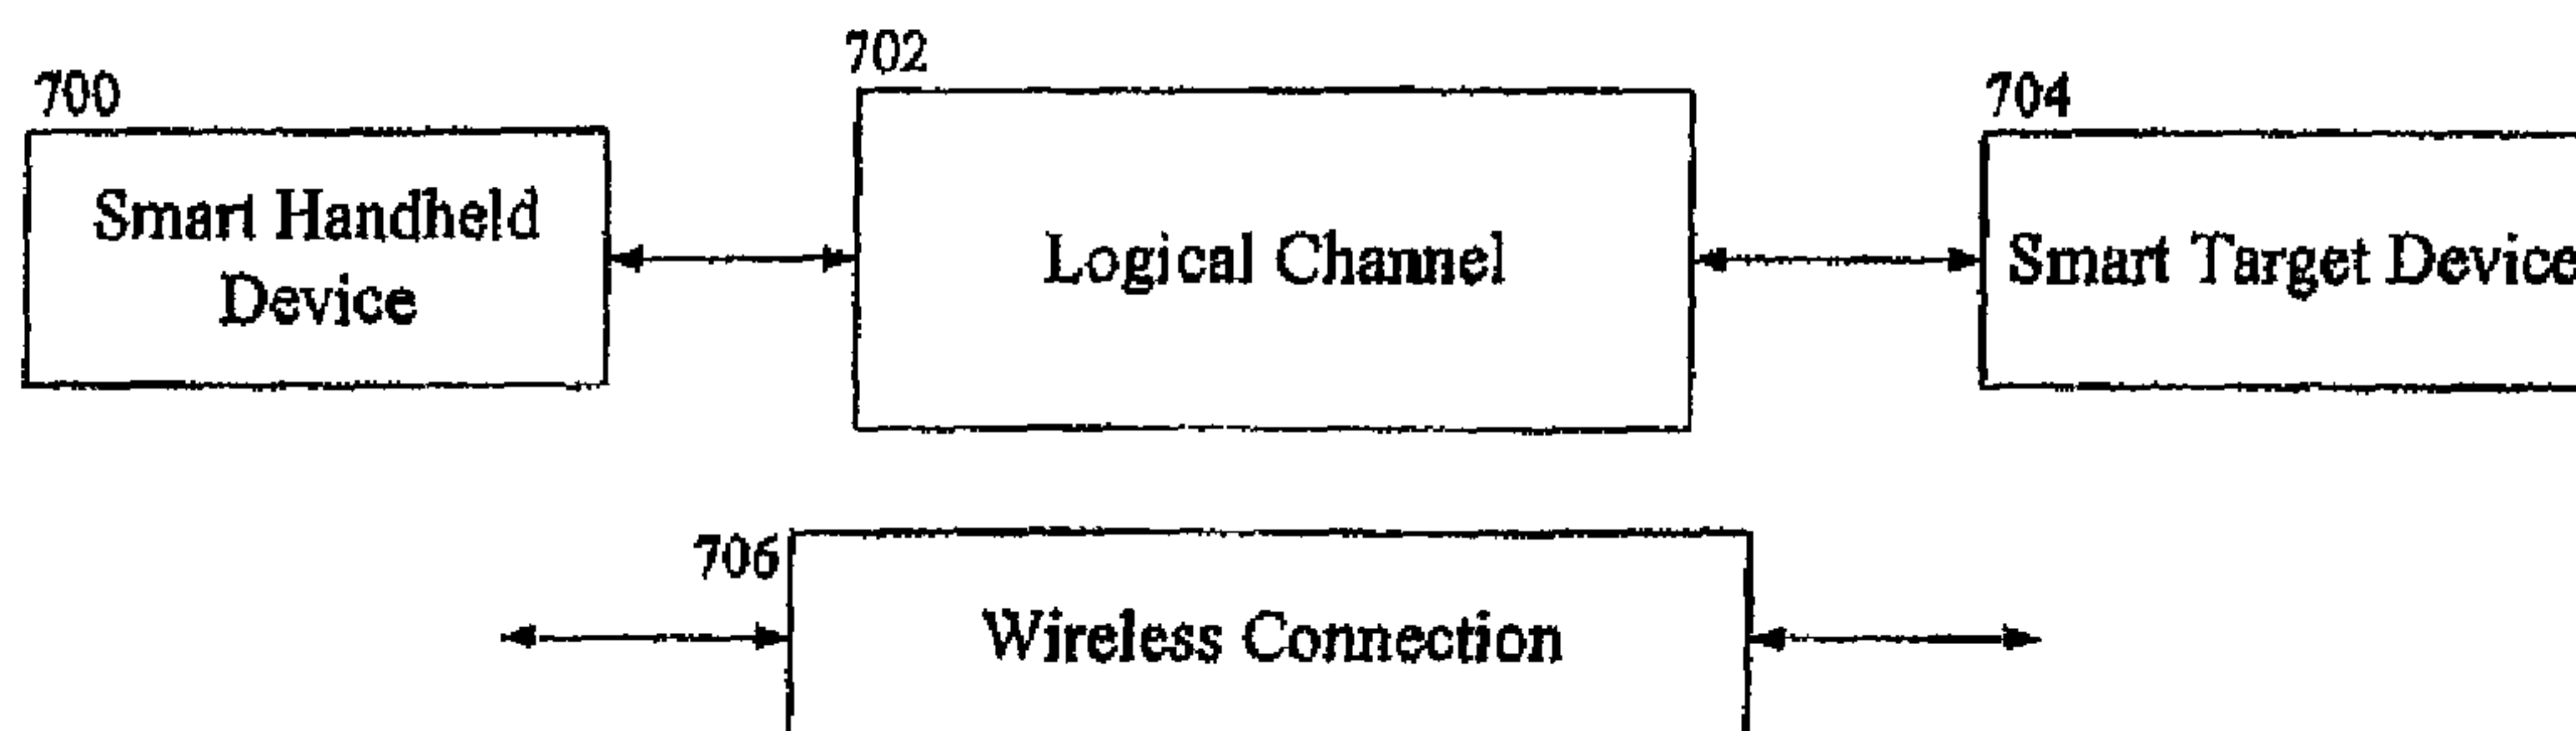 702
700
704
Smart Handheld
Device
Logical Channel
Smart Target Device
706
Wireless Connection